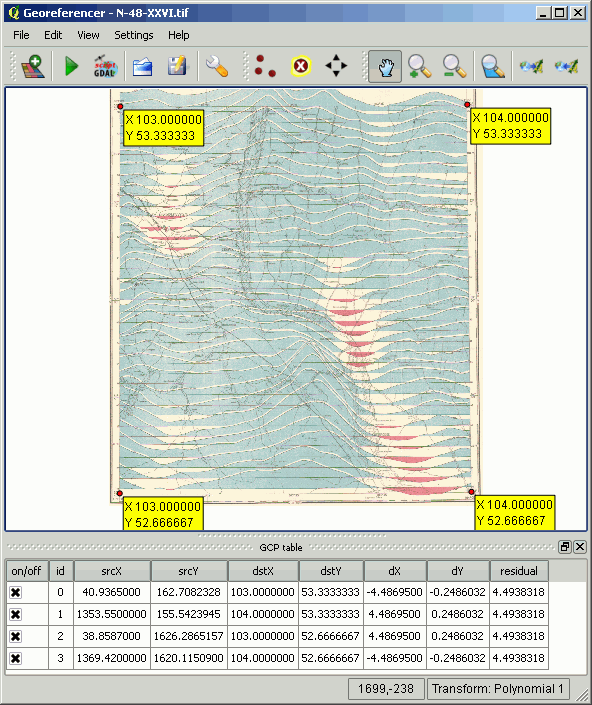 Georeferencer - N-48-XXVI.tif
File Edit View Settings Help
script
GDAL
X 103.000000
Y 53.333333
X 104.000000
Y 53.333333
X 103.000000
Y 52.666667
X 104.000000
Y 52.666667
GCP table
on/off id srcX srcY dstX dstY dX dY residual
0 40.9365000 162.7082328 103.0000000 53.3333333 -4.4869500 -0.2486032 4.4938318
1 1353.5500000 155.5423945 104.0000000 53.3333333 4.4869500 0.2486032 4.4938318
2 38.8587000 1626.2865157 103.0000000 52.6666667 4.4869500 0.2486032 4.4938318
3 1369.4200000 1620.1150900 104.0000000 52.6666667 -4.4869500 -0.2486032 4.4938318
1699,-238 Transform: Polynomial 1